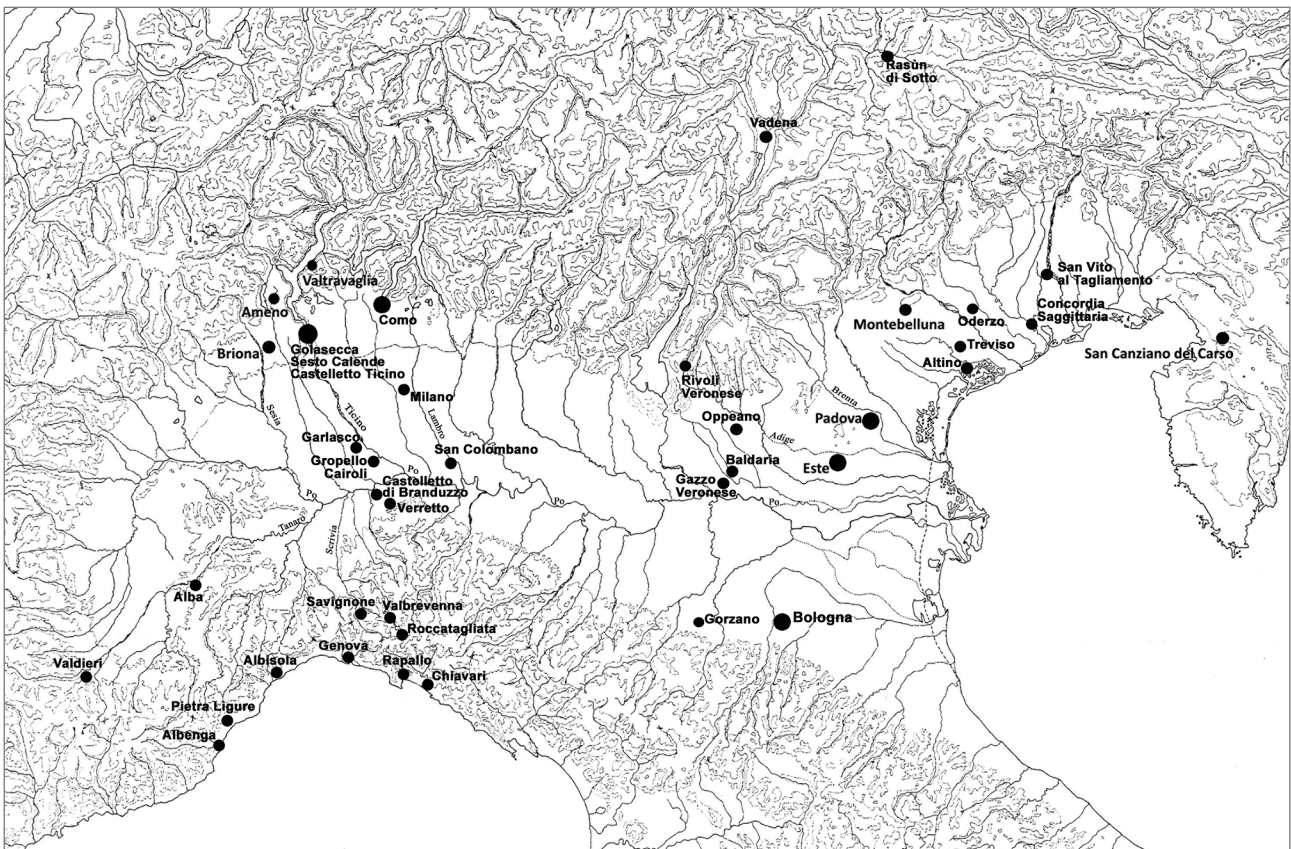 Rasùn
di Sotto
Vadena
Valtravaglia
Ameno
Como
San Vito
al Tagliamento
Concordia
Saggittaria
Oderzo
Montebelluna
Treviso
San Canziano del Carso
Altino
Briona
Golasecca
Sesto Calende
Castelletto Ticino
Rivoli
Veronese
Milano
Brenta
Sesia
Ticino
Lambro
Oppeano
Padova
Adige
Garlasco
San Colombano
Gropello
Cairoli
Po
Baldaria
Este
Castelletto
di Branduzzo
Gazzo
Veronese
Po
Po
Po
Verretto
Tanaro
Scrivia
Alba
Savignone
Valbrevenna
Roccatagliata
Gorzano
Bologna
Genova
Valdieri
Albisola
Rapallo
Chiavari
Pietra Ligure
Albenga